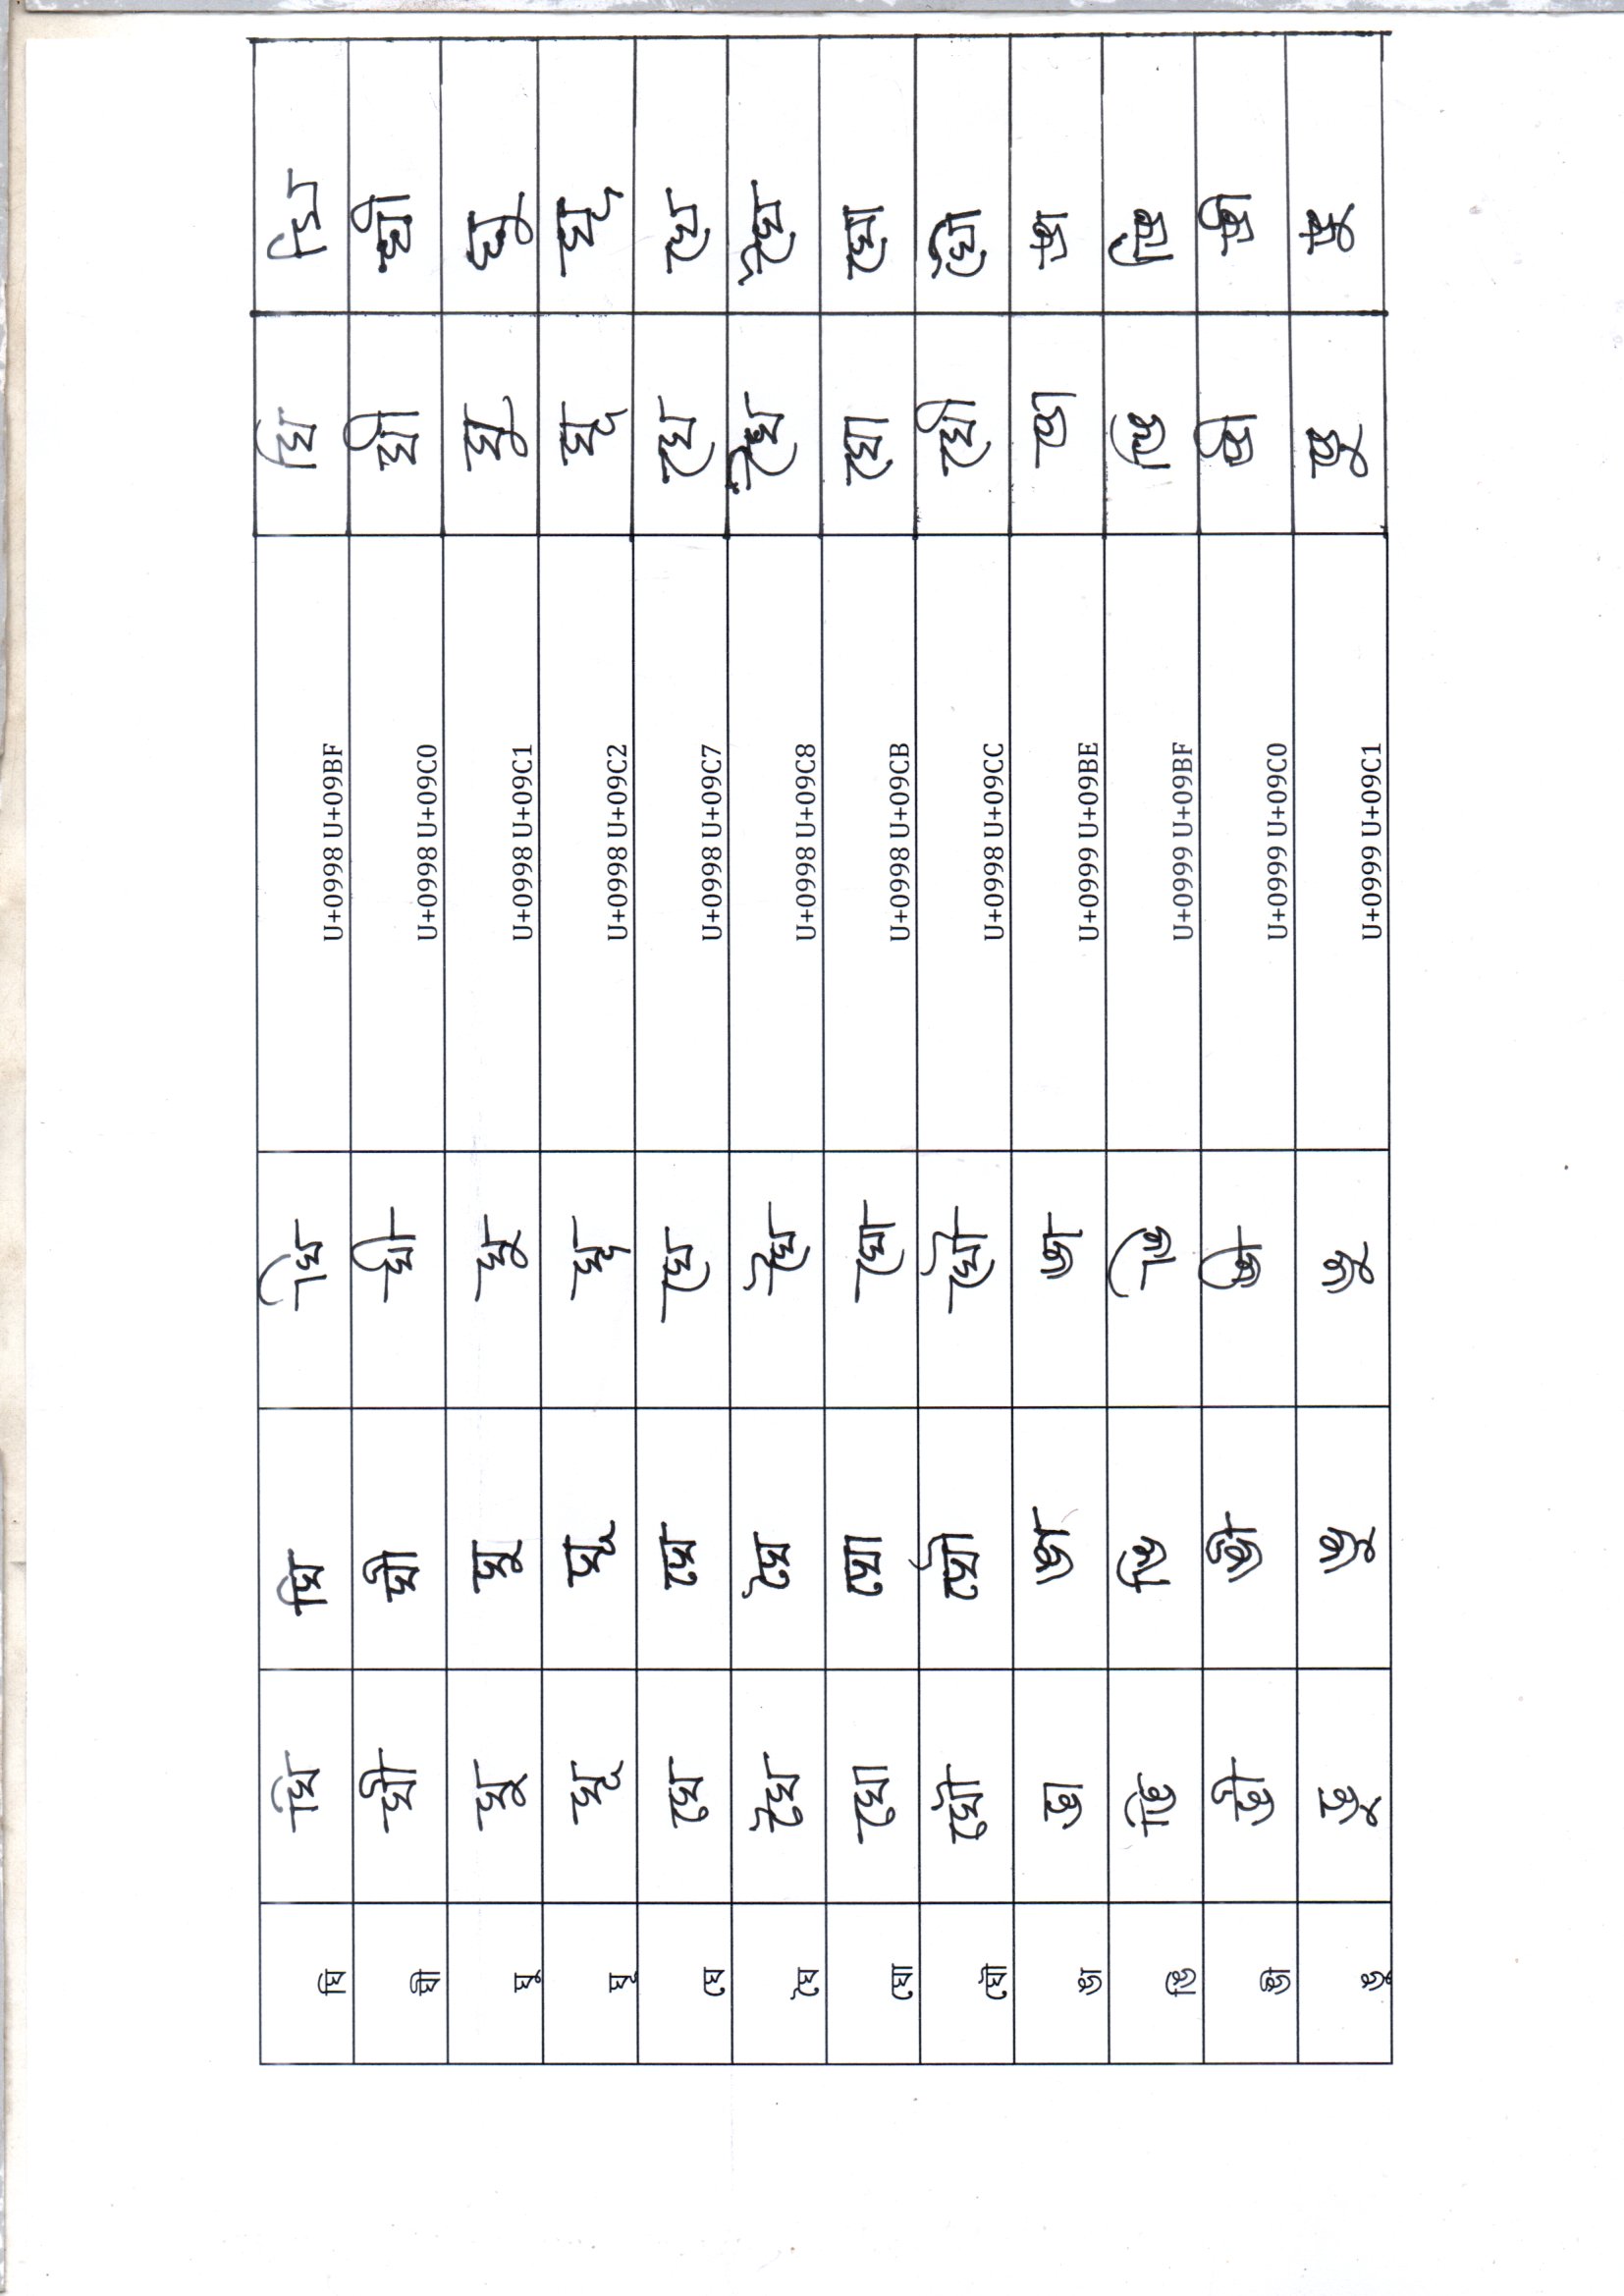 ঘি ঘি ঘি ঘি U+0998 U+09BF ঘি ঘি
ঘী ঘী ঘী ঘী U+0998 U+09C0 ঘী ঘী
ঘু ঘু ঘু ঘু U+0998 U+09C1 ঘু ঘু
ঘূ ঘূ ঘূ ঘূ U+0998 U+09C2 ঘূ ঘূ
ঘে ঘে ঘে ঘে U+0998 U+09C7 ঘে ঘে
ঘৈ ঘৈ ঘৈ ঘৈ U+0998 U+09C8 ঘৈ ঘৈ
ঘো ঘো ঘো ঘো U+0998 U+09CB ঘো ঘো
ঘৌ ঘৌ ঘৌ ঘৌ U+0998 U+09CC ঘৌ ঘৌ
ঙা ঙা ঙা ঙা U+0999 U+09BE ঙা ঙা
ঙি ঙি ঙি ঙি U+0999 U+09BF ঙি ঙি
ঙী ঙী ঙী ঙী U+0999 U+09C0 ঙী ঙী
ঙু ঙু ঙু ঙু U+0999 U+09C1 ঙু ঙু